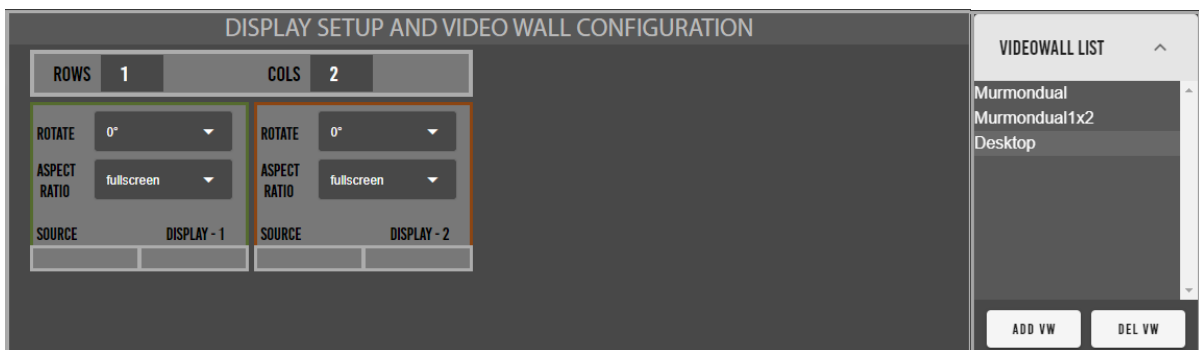 DISPLAY SETUP AND VIDEO WALL CONFIGURATION
ROWS 1 COLS 2
ROTATE 0° ROTATE 0°
ASPECT RATIO fullscreen ASPECT RATIO fullscreen
SOURCE DISPLAY - 1 SOURCE DISPLAY - 2
VIDEOWALL LIST
Murmondual
Murmondual1x2
Desktop
ADD VW DEL VW